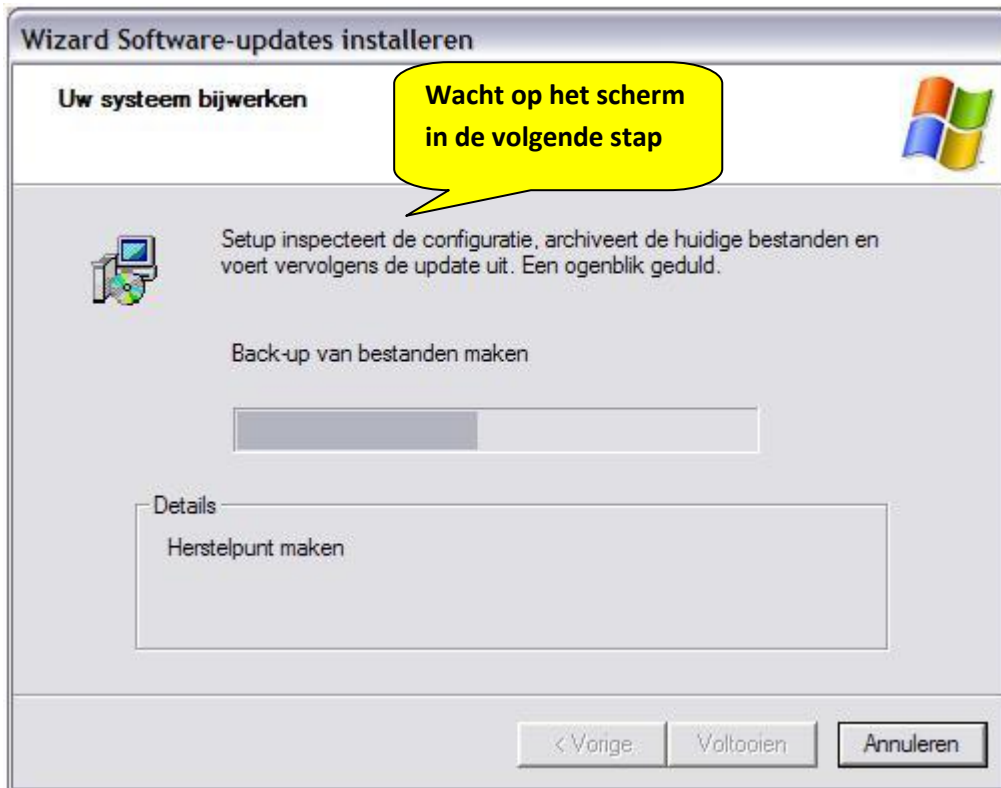 Wizard Software-updates installeren
Uw systeem bijwerken
Wacht op het scherm
in de volgende stap
Setup inspecteert de configuratie, archiveert de huidige bestanden en
voert vervolgens de update uit. Een ogenblik geduld.
Back-up van bestanden maken
Details
Herstelpunt maken
< Vorige
Voltooien
Annuleren